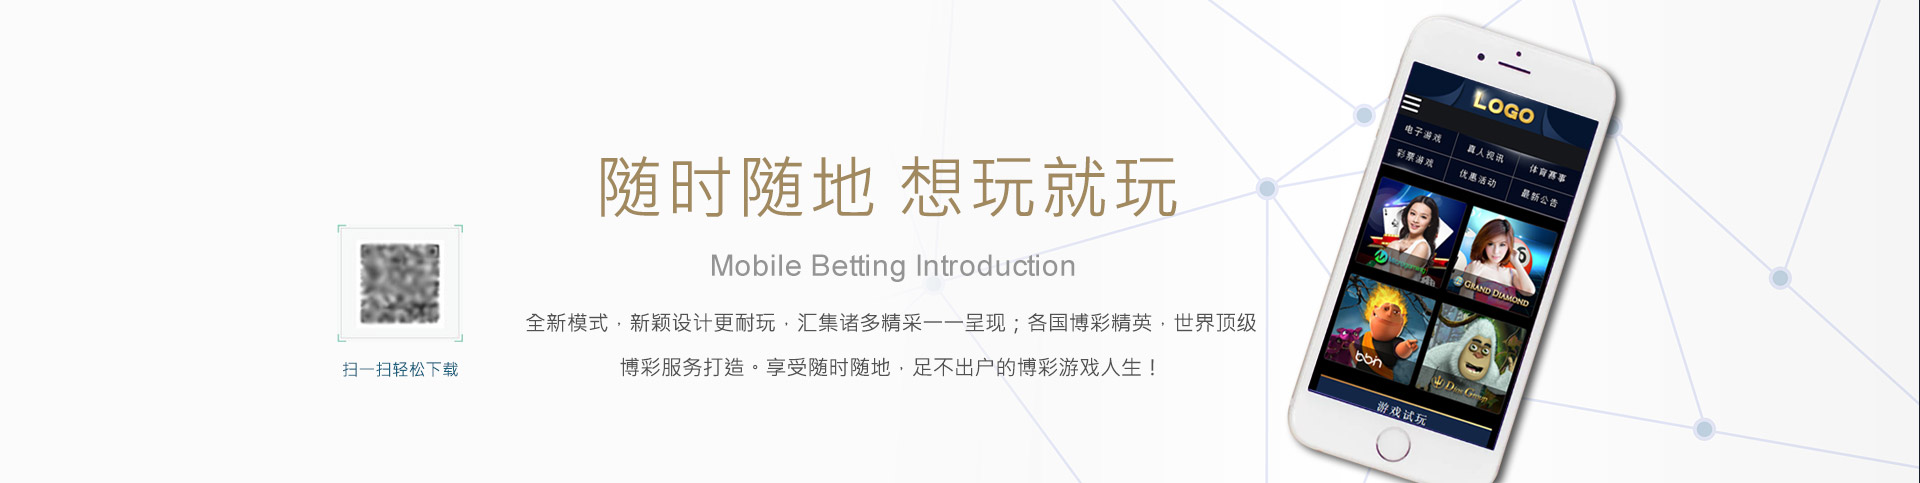 随时随地 想玩就玩
Mobile Betting Introduction
全新模式，新颖设计更耐玩，汇集诸多精采一一呈现；各国博彩精英，世界顶级
博彩服务打造。享受随时随地，足不出户的博彩游戏人生！
扫一扫轻松下载
LOGO
电子游戏 真人视讯 体育赛事
彩票游戏 优惠活动 最新公告
GRAND DIAMOND
bbin
游戏试玩